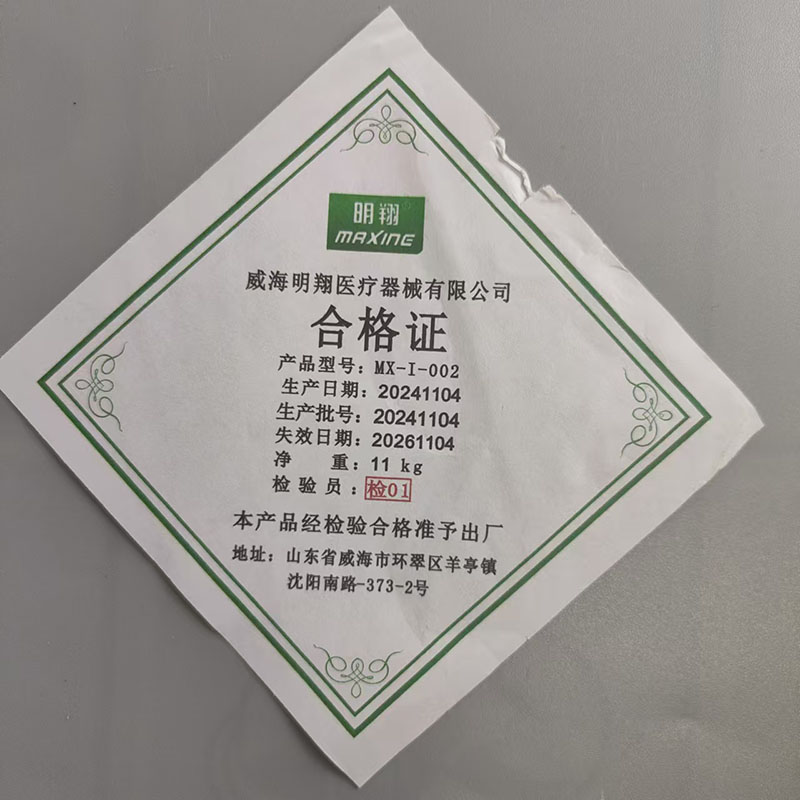 明翔
MAXINE
威海明翔医疗器械有限公司
合格证
产品型号：MX-I-002
生产日期：20241104
生产批号：20241104
失效日期：20261104
净　重：11 kg
检验员：检01
本产品经检验合格准予出厂
地址：山东省威海市环翠区羊亭镇
沈阳南路-373-2号